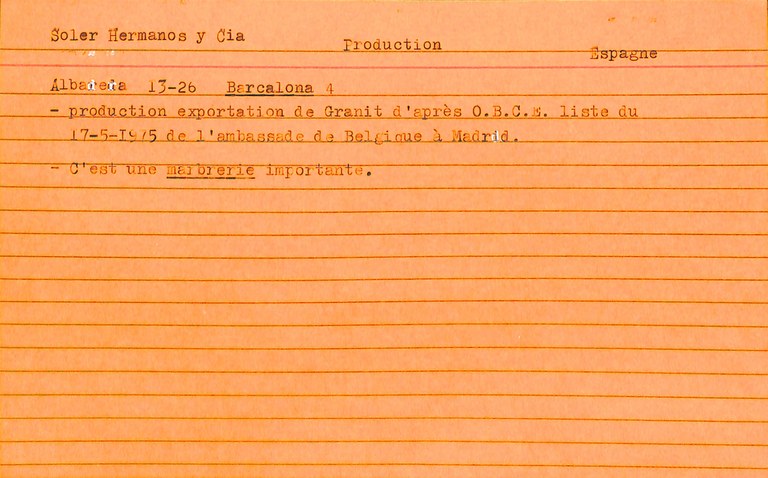 Soler Hermanos y Cia Production Espagne
Albareda 13-26 Barcalona 4
- production exportation de Granit d'après O.B.C.E. liste du
17-5-1975 de l'ambassade de Belgique à Madrid.
- C'est une marbrerie importante.